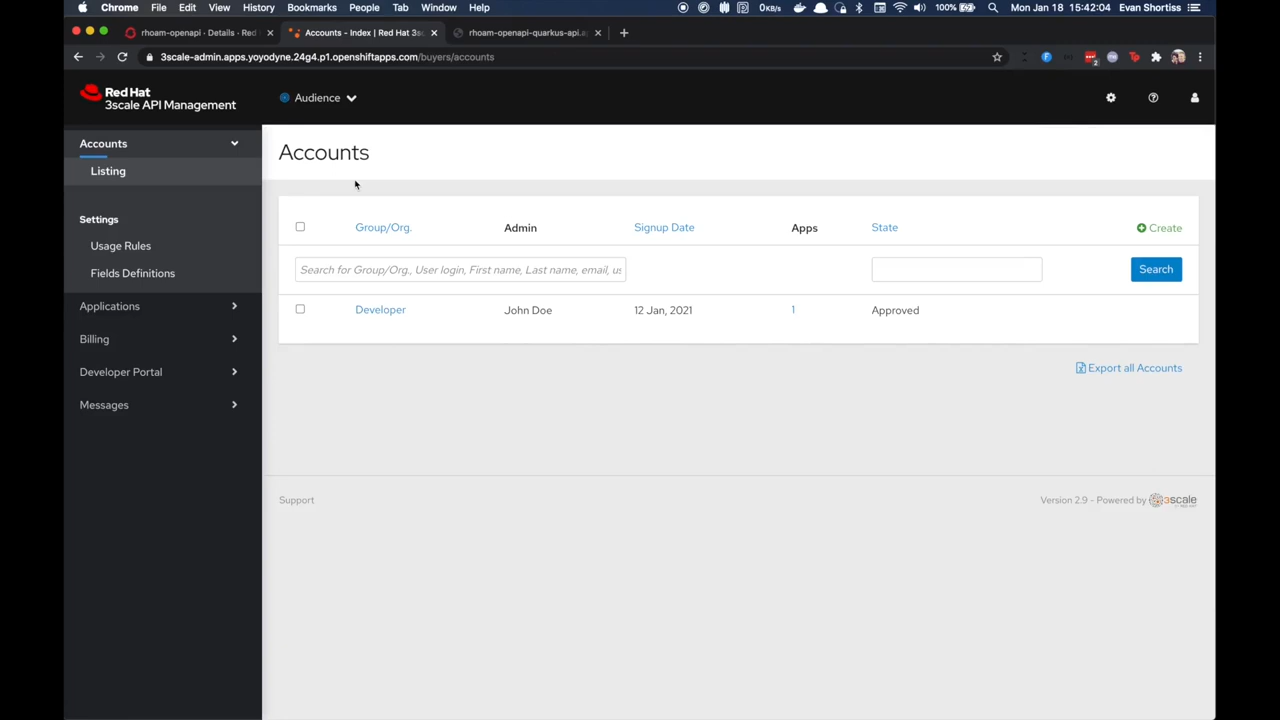 Chrome File Edit View History Bookmarks People Tab Window Help 0KB/s 100% Mon Jan 18 15:42:04 Evan Shortiss
rhoam-openapi · Details · Red Accounts - Index | Red Hat 3sc rhoam-openapi-quarkus-api.ap
3scale-admin.apps.yoyodyne.24g4.p1.openshiftapps.com/buyers/accounts
Red Hat
3scale API Management
Audience
Accounts
Listing
Settings
Usage Rules
Fields Definitions
Applications
Billing
Developer Portal
Messages
Accounts
Group/Org. Admin Signup Date Apps State Create
Search for Group/Org., User login, First name, Last name, email, us Search
Developer John Doe 12 Jan, 2021 1 Approved
Export all Accounts
Support Version 2.9 - Powered by 3scale